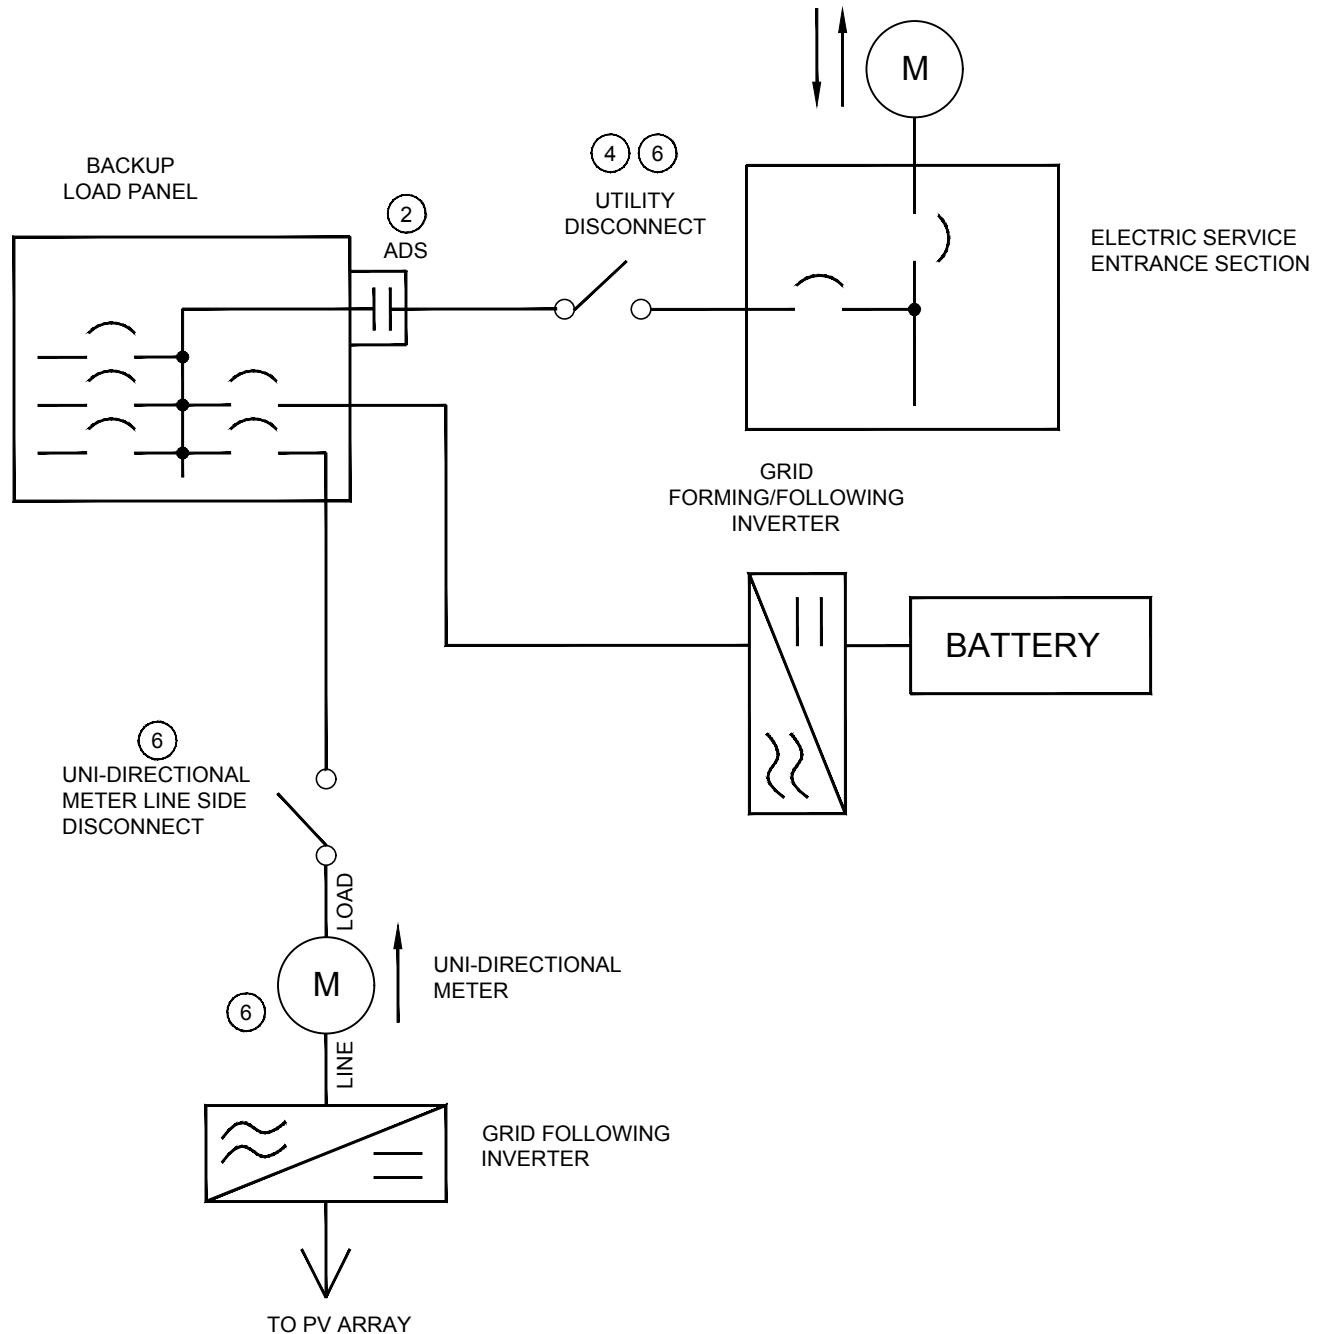 M
4 6
BACKUP
LOAD PANEL
UTILITY
DISCONNECT
2
ADS
ELECTRIC SERVICE
ENTRANCE SECTION
GRID
FORMING/FOLLOWING
INVERTER
BATTERY
6
UNI-DIRECTIONAL
METER LINE SIDE
DISCONNECT
LOAD
M
UNI-DIRECTIONAL
METER
6
LINE
GRID FOLLOWING
INVERTER
TO PV ARRAY